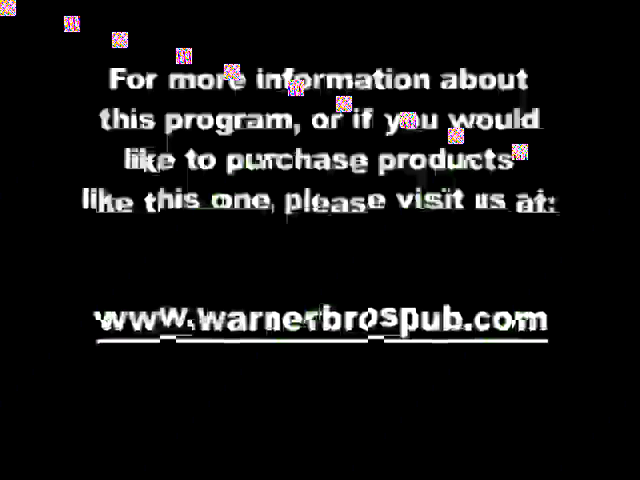 For more information about
this program, or if you would
like to purchase products
like this one, please visit us at:
www.warnerbrospub.com